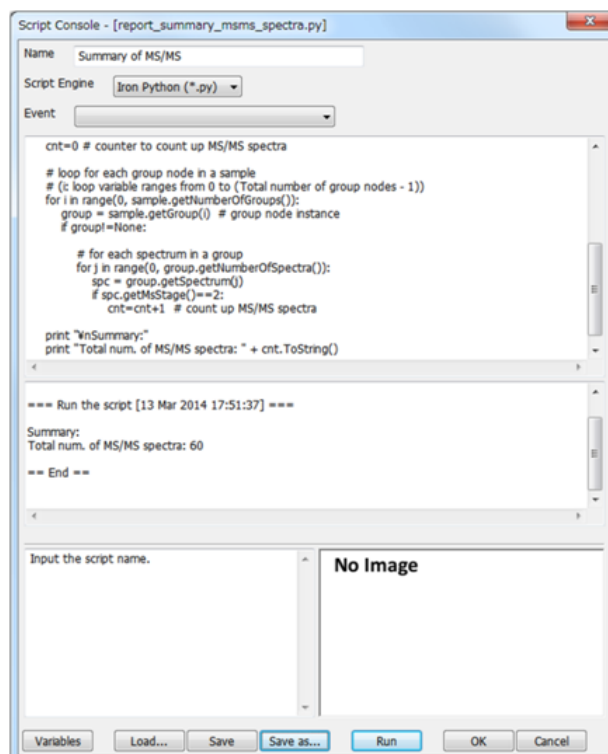 Script Console - [report_summary_msms_spectra.py]
Name Summary of MS/MS
Script Engine Iron Python (*.py)
Event
cnt=0 # counter to count up MS/MS spectra
# loop for each group node in a sample
# (i: loop variable ranges from 0 to (Total number of group nodes - 1))
for i in range(0, sample.getNumberOfGroups()):
group = sample.getGroup(i) # group node instance
if group!=None:
# for each spectrum in a group
for j in range(0, group.getNumberOfSpectra()):
spc = group.getSpectrum(j)
if spc.getMsStage()==2:
cnt=cnt+1 # count up MS/MS spectra
print "¥nSummary:"
print "Total num. of MS/MS spectra: " + cnt.ToString()
=== Run the script [13 Mar 2014 17:51:37] ===
Summary:
Total num. of MS/MS spectra: 60
== End ==
Input the script name.
No Image
Variables Load... Save Save as... Run OK Cancel